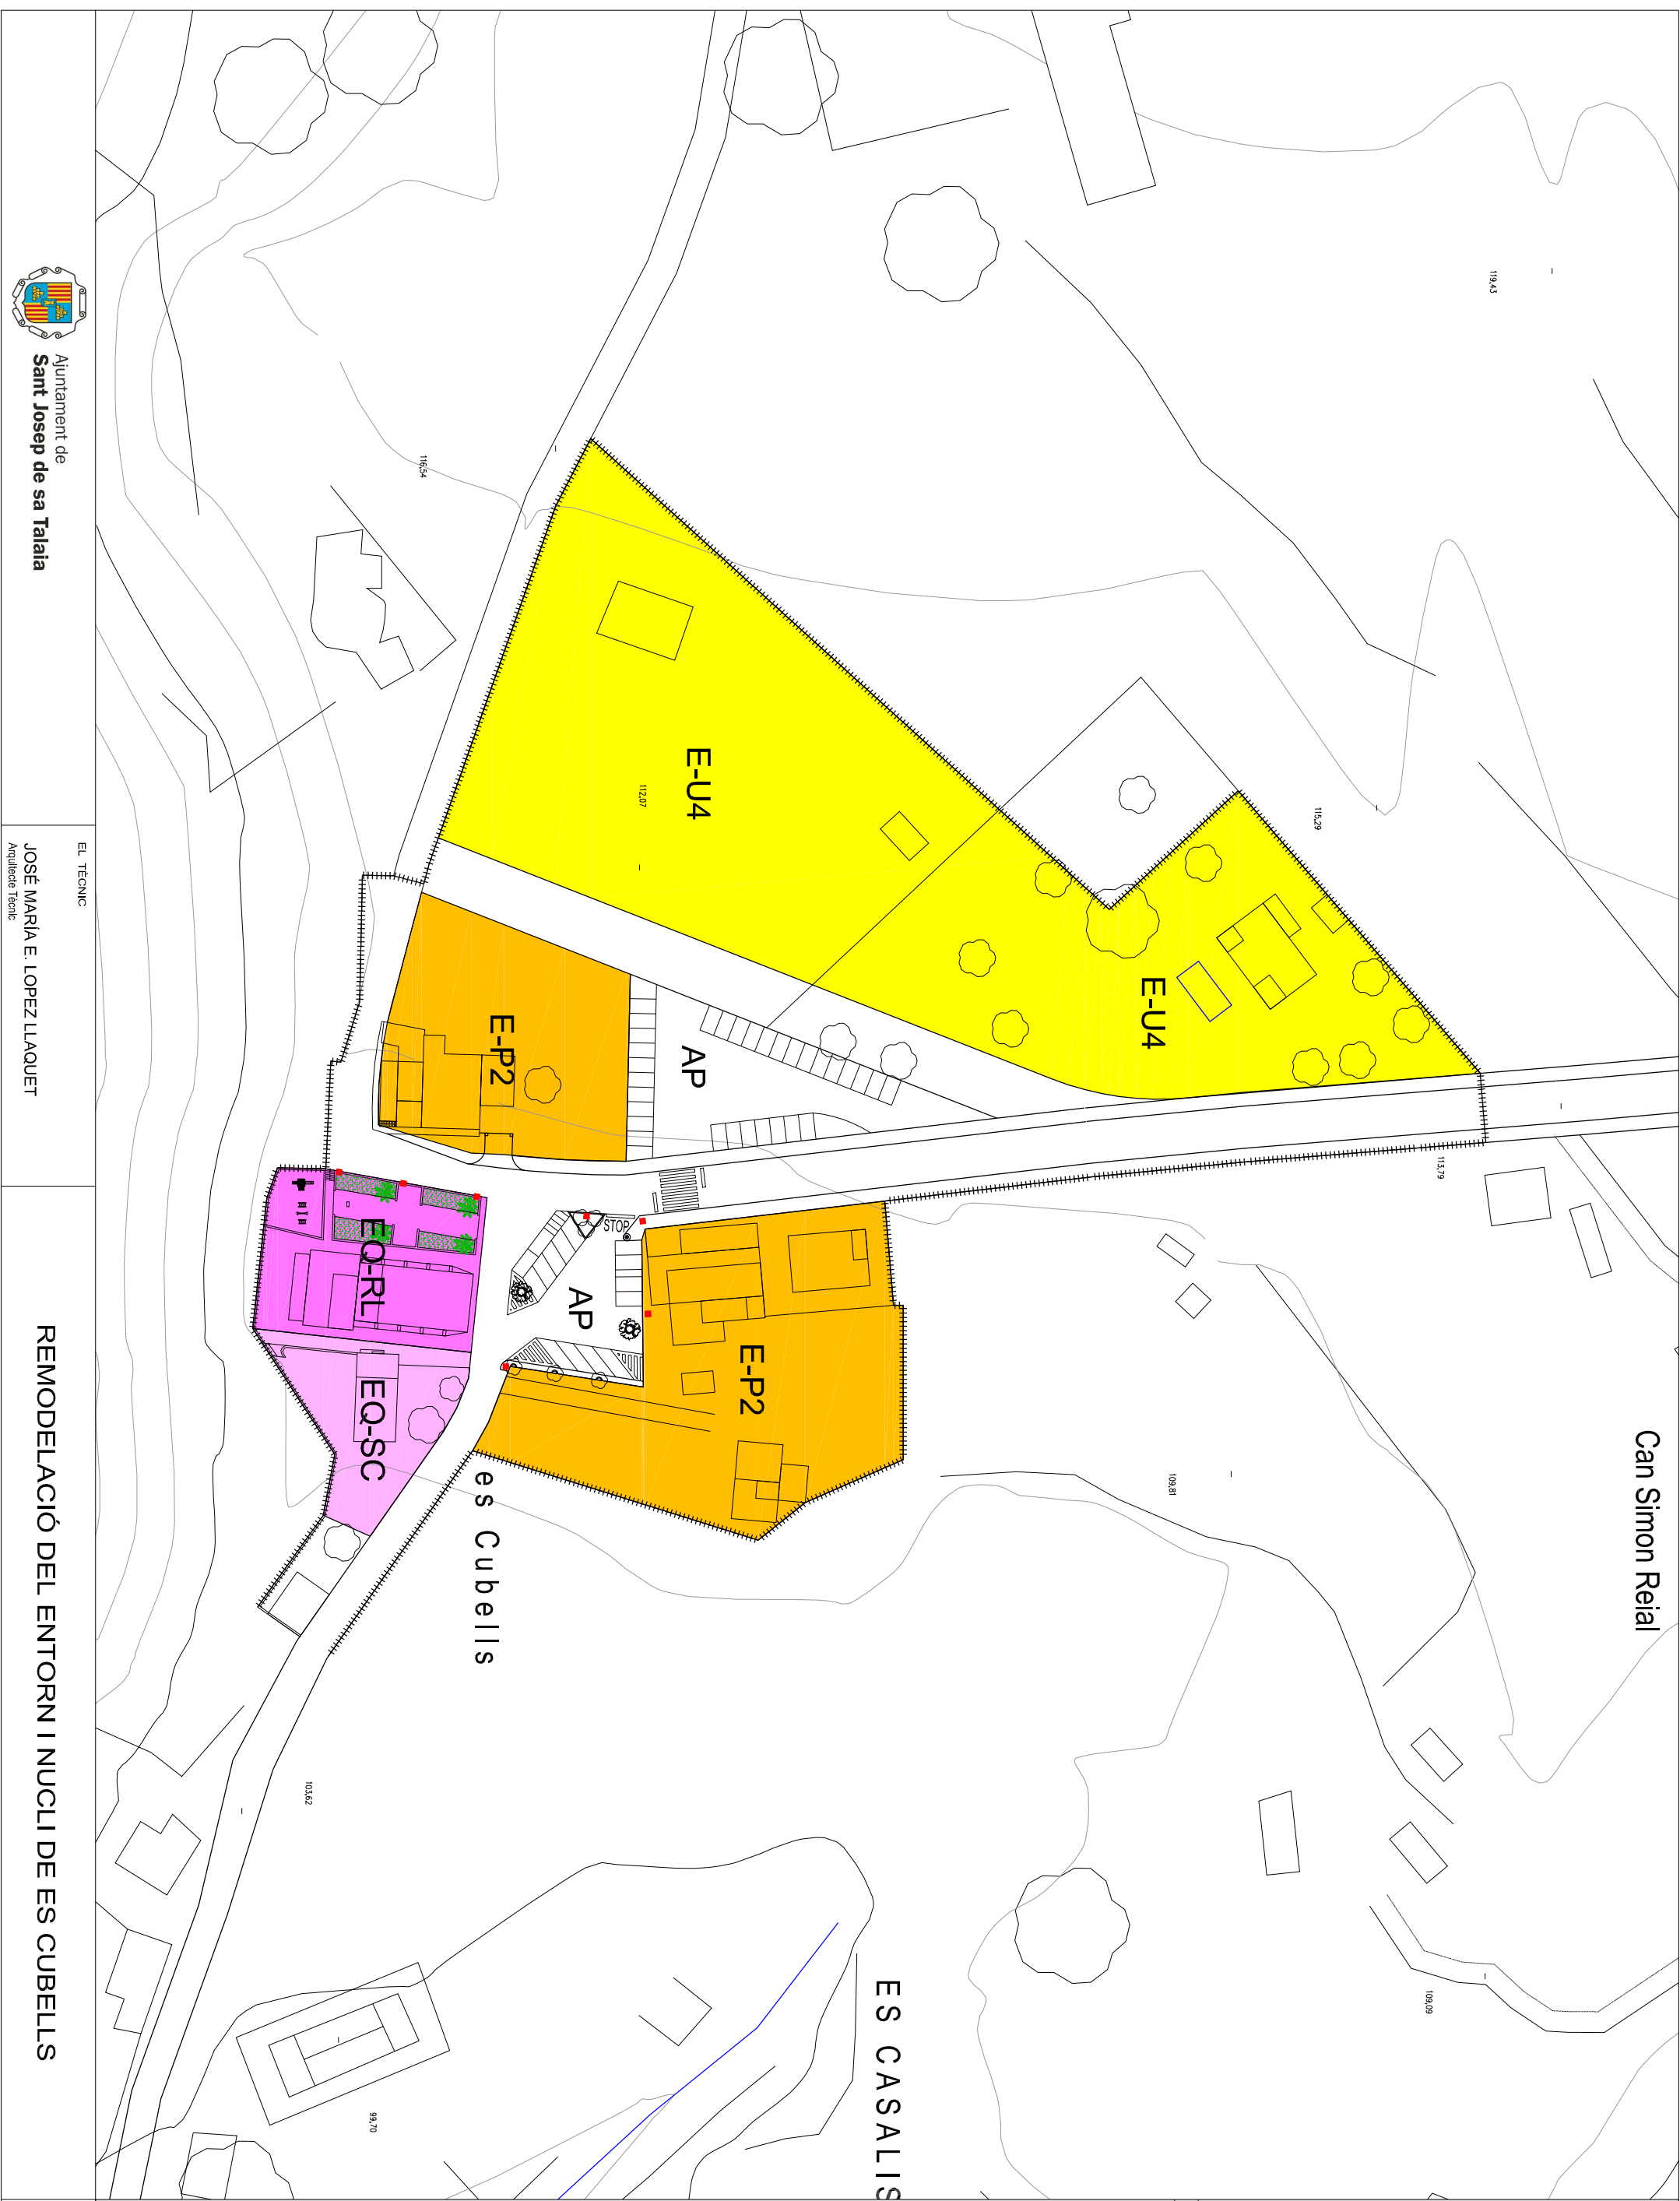 Can Simon Reial
119,43
115,29
113,79
109,81
109,09
E-U4
E-U4
112,07
116,54
AP
E-P2
E-P2
STOP
AP
EQ-RL
EQ-SC
es Cubells
ES CASALIS
103,62
99,70
Ajuntament de
Sant Josep de sa Talaia
EL TÈCNIC
JOSÉ MARÍA E. LOPEZ LLAQUET
Arquitecte Tècnic
REMODELACIÓ DEL ENTORN I NUCLI DE ES CUBELLS